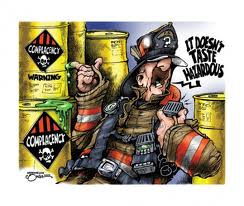 COMPLACENCY
WARNING
COMPLACENCY
IT DOESN'T
TASTE
HAZARDOUS
?